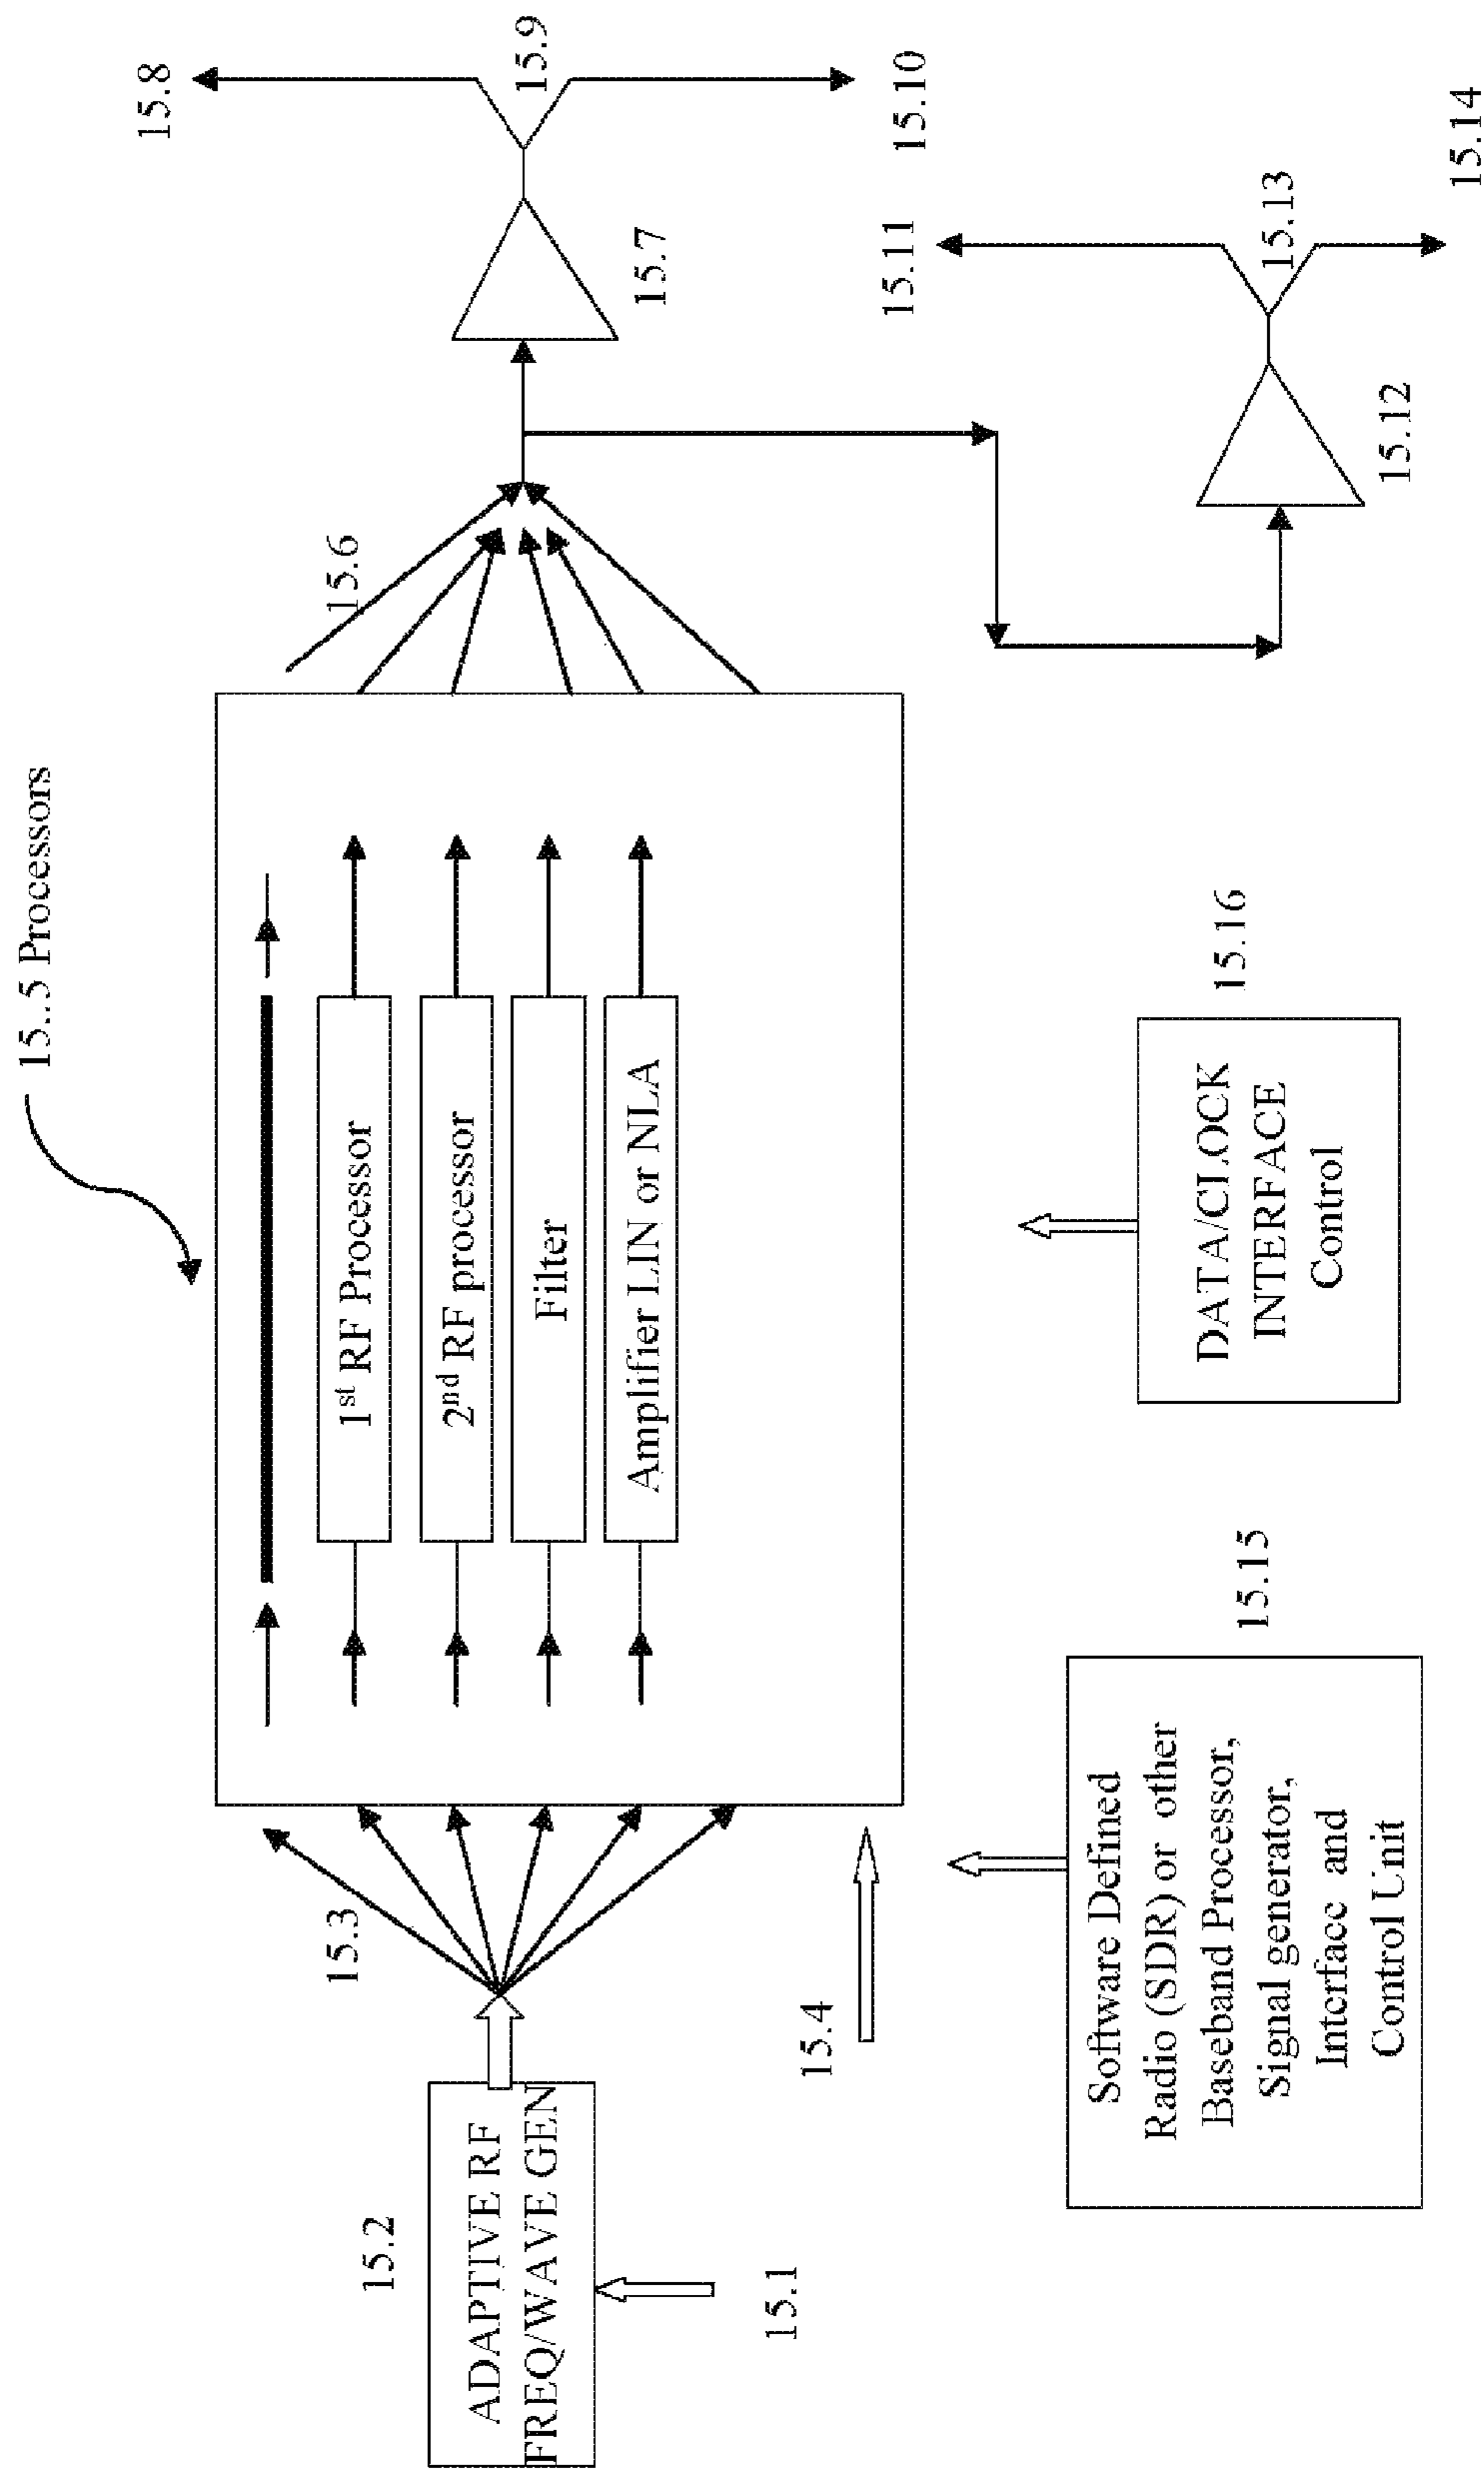 15..5 Processors
15.2
ADAPTIVE RF
FREQ/WAVE GEN
15.1
15.3
15.4
1st RF Processor
2nd RF processor
Filter
Amplifier LIN or NLA
15.6
15.7
15.8
15.9
15.10
15.11
15.12
15.13
15.14
Software Defined
Radio (SDR) or other
Baseband Processor,
Signal generator,
Interface and
Control Unit
15.15
DATA/CLOCK
INTERFACE
Control
15.16